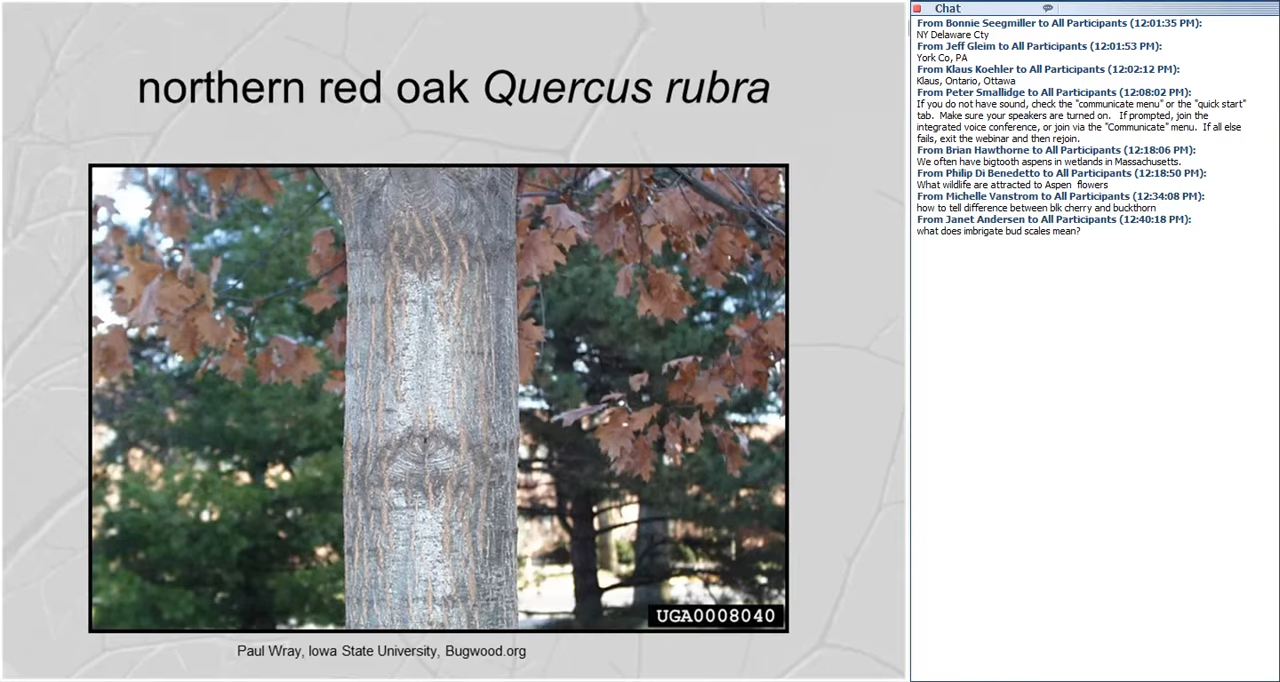 northern red oak Quercus rubra
UGA0008040
Paul Wray, Iowa State University, Bugwood.org
Chat
From Bonnie Seegmiller to All Participants (12:01:35 PM):
NY Delaware Cty
From Jeff Gleim to All Participants (12:01:53 PM):
York Co, PA
From Klaus Koehler to All Participants (12:02:12 PM):
Klaus, Ontario, Ottawa
From Peter Smallidge to All Participants (12:08:02 PM):
If you do not have sound, check the "communicate menu" or the "quick start"
tab. Make sure your speakers are turned on. If prompted, join the
integrated voice conference, or join via the "Communicate" menu. If all else
fails, exit the webinar and then rejoin.
From Brian Hawthorne to All Participants (12:18:06 PM):
We often have bigtooth aspens in wetlands in Massachusetts.
From Philip Di Benedetto to All Participants (12:18:50 PM):
What wildlife are attracted to Aspen flowers
From Michelle Vanstrom to All Participants (12:34:08 PM):
how to tell difference between blk cherry and buckthorn
From Janet Andersen to All Participants (12:40:18 PM):
what does imbrigate bud scales mean?